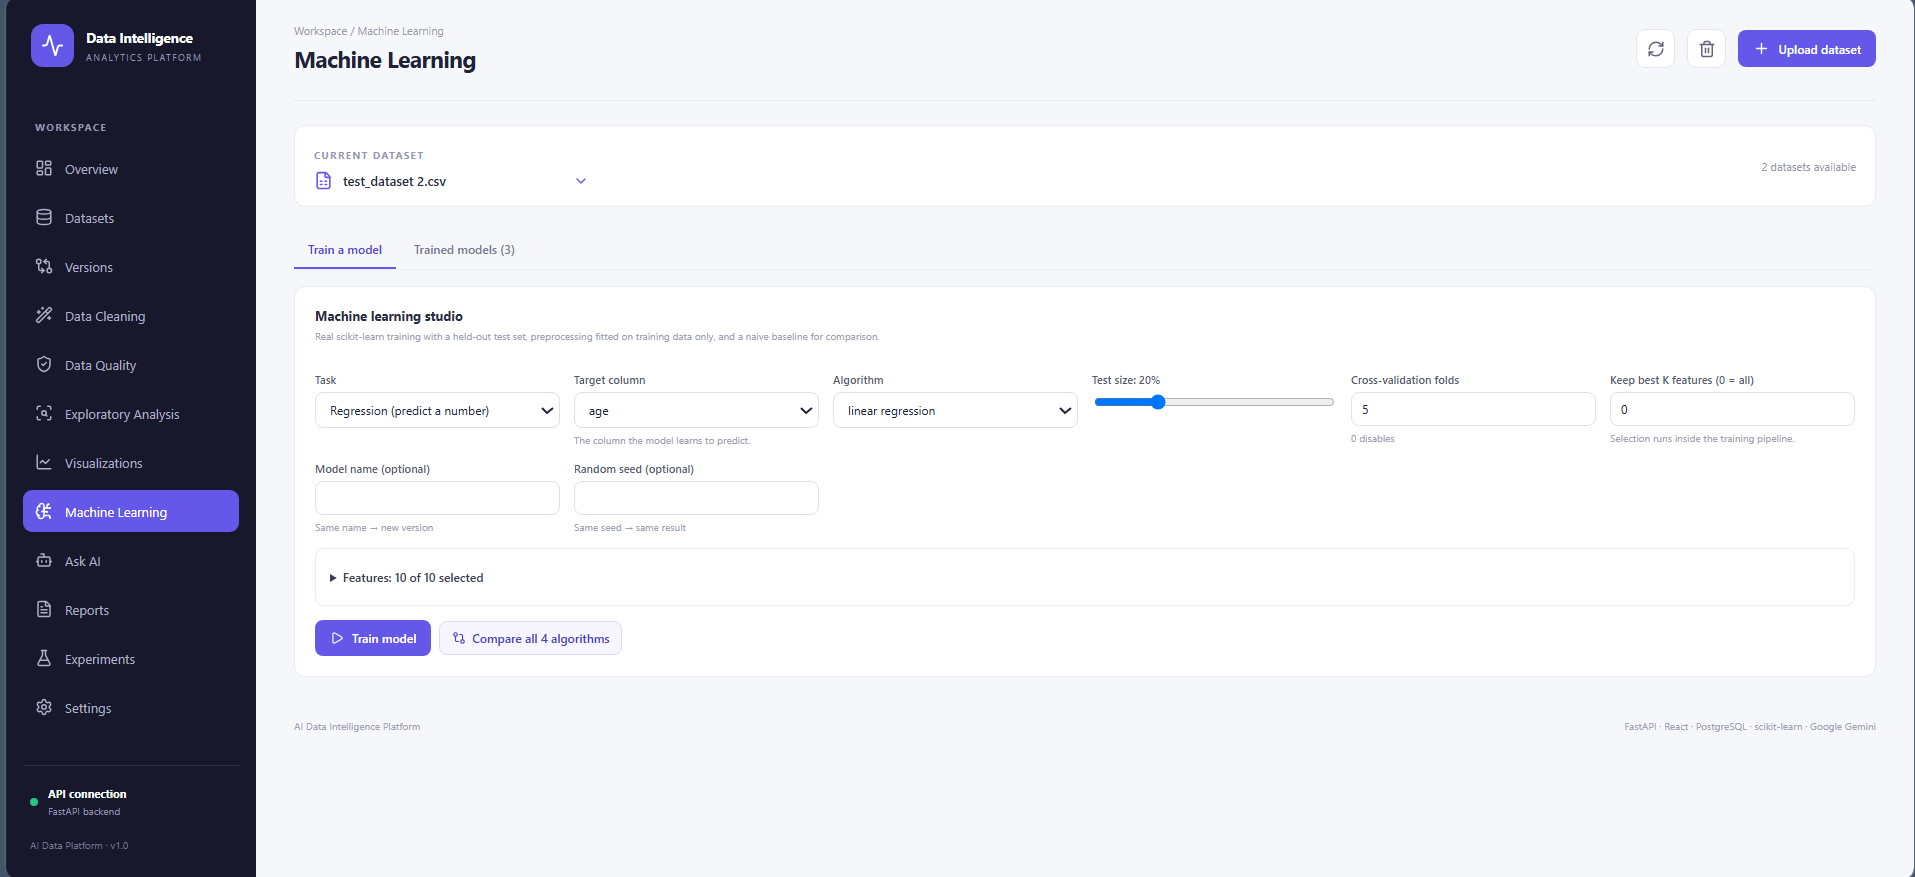 Data Intelligence
ANALYTICS PLATFORM
WORKSPACE
Overview
Datasets
Versions
Data Cleaning
Data Quality
Exploratory Analysis
Visualizations
Machine Learning
Ask AI
Reports
Experiments
Settings
API connection
FastAPI backend
AI Data Platform · v1.0
Workspace / Machine Learning
Machine Learning
Upload dataset
CURRENT DATASET
test_dataset 2.csv
2 datasets available
Train a model
Trained models (3)
Machine learning studio
Real scikit-learn training with a held-out test set, preprocessing fitted on training data only, and a naive baseline for comparison.
Task
Regression (predict a number)
Target column
age
The column the model learns to predict.
Algorithm
linear regression
Test size: 20%
Cross-validation folds
5
0 disables
Keep best K features (0 = all)
0
Selection runs inside the training pipeline.
Model name (optional)
Same name → new version
Random seed (optional)
Same seed → same result
Features: 10 of 10 selected
Train model
Compare all 4 algorithms
AI Data Intelligence Platform
FastAPI · React · PostgreSQL · scikit-learn · Google Gemini